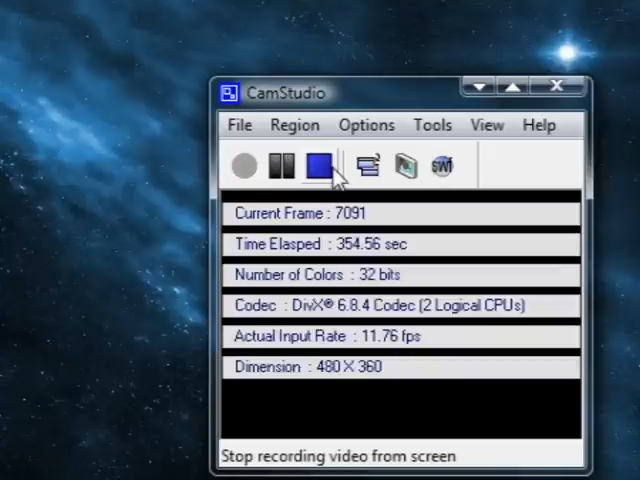 CamStudio
File Region Options Tools View Help
SWF
Current Frame : 7091
Time Elasped : 354.56 sec
Number of Colors : 32 bits
Codec : DivX® 6.8.4 Codec (2 Logical CPUs)
Actual Input Rate : 11.76 fps
Dimension : 480 X 360
Stop recording video from screen